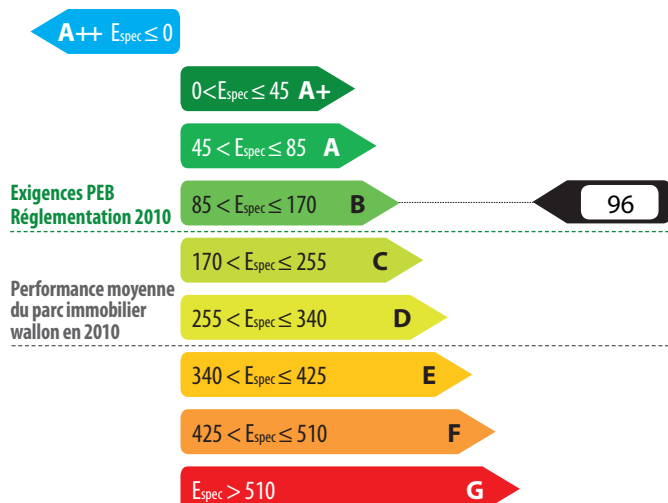 A++ Espec ≤ 0
0<Espec ≤ 45 A+
45 < Espec ≤ 85 A
Exigences PEB
Réglementation 2010
85 < Espec ≤ 170 B
96
170 < Espec ≤ 255 C
Performance moyenne
du parc immobilier
wallon en 2010
255 < Espec ≤ 340 D
340 < Espec ≤ 425 E
425 < Espec ≤ 510 F
Espec > 510 G